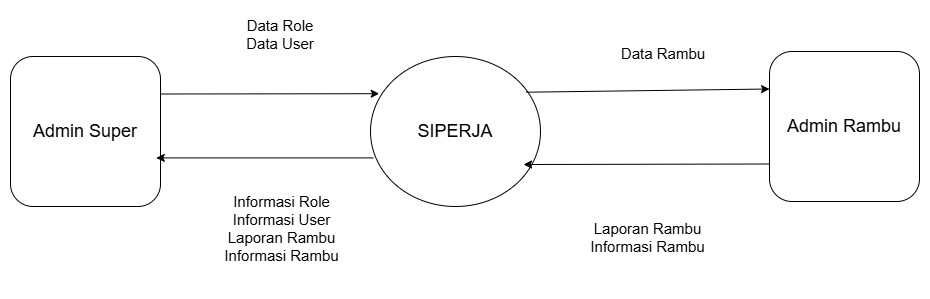 Data Role
Data User
Data Rambu
Admin Super
SIPERJA
Admin Rambu
Informasi Role
Informasi User
Laporan Rambu
Informasi Rambu
Laporan Rambu
Informasi Rambu